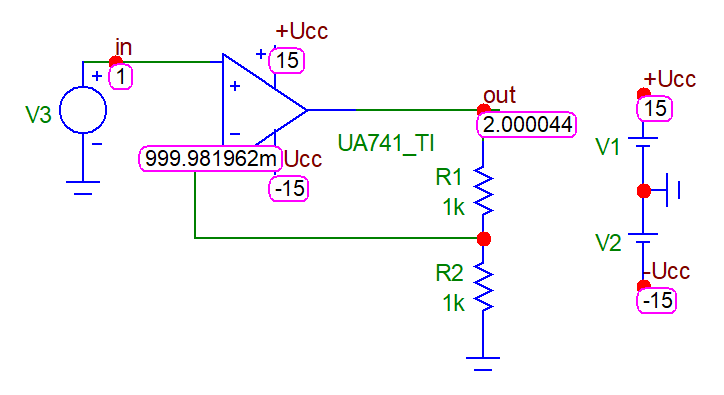 +Ucc
in
+
15
1
+
+
V3
-
-
out
2.000044
UA741_TI
999.981962m
Ucc
-15
R1
1k
R2
1k
+Ucc
15
V1
V2
-Ucc
-15